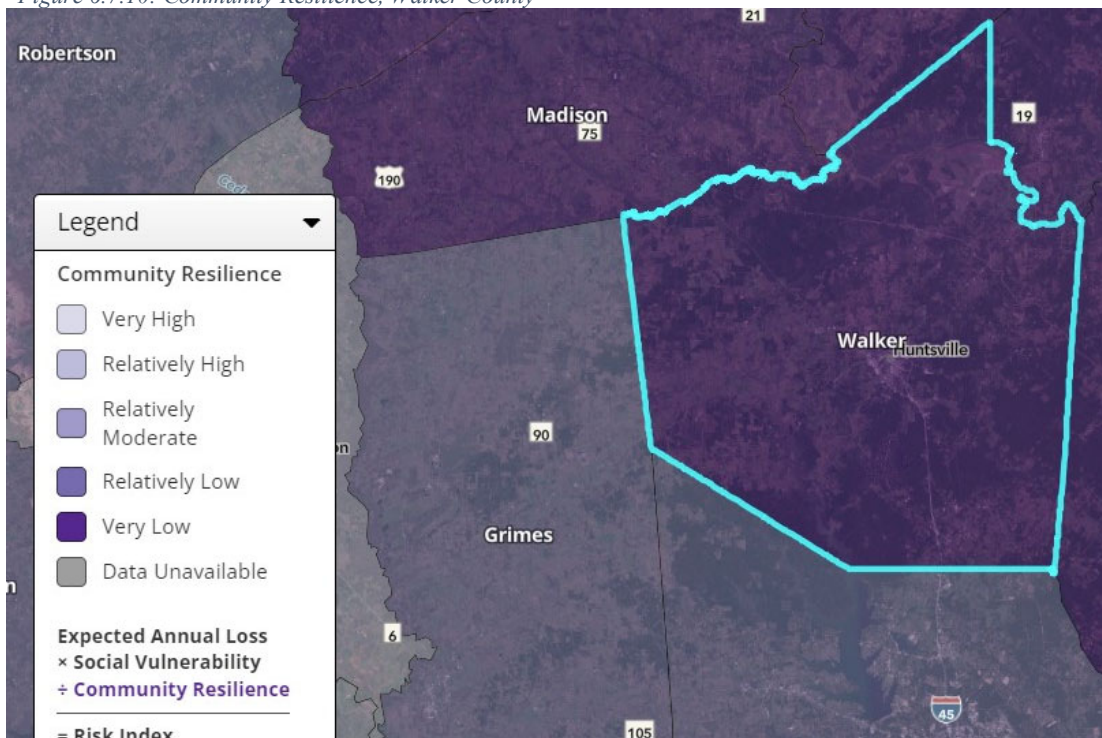 Figure 6.7.10: Community Resilience, Walker County
21
Robertson
Madison
75
19
190
Legend
Community Resilience
Very High
Relatively High
Relatively
Moderate
Relatively Low
Very Low
Data Unavailable
Expected Annual Loss
× Social Vulnerability
÷ Community Resilience
= Risk Index
Walker
Huntsville
90
on
Grimes
n
6
45
105